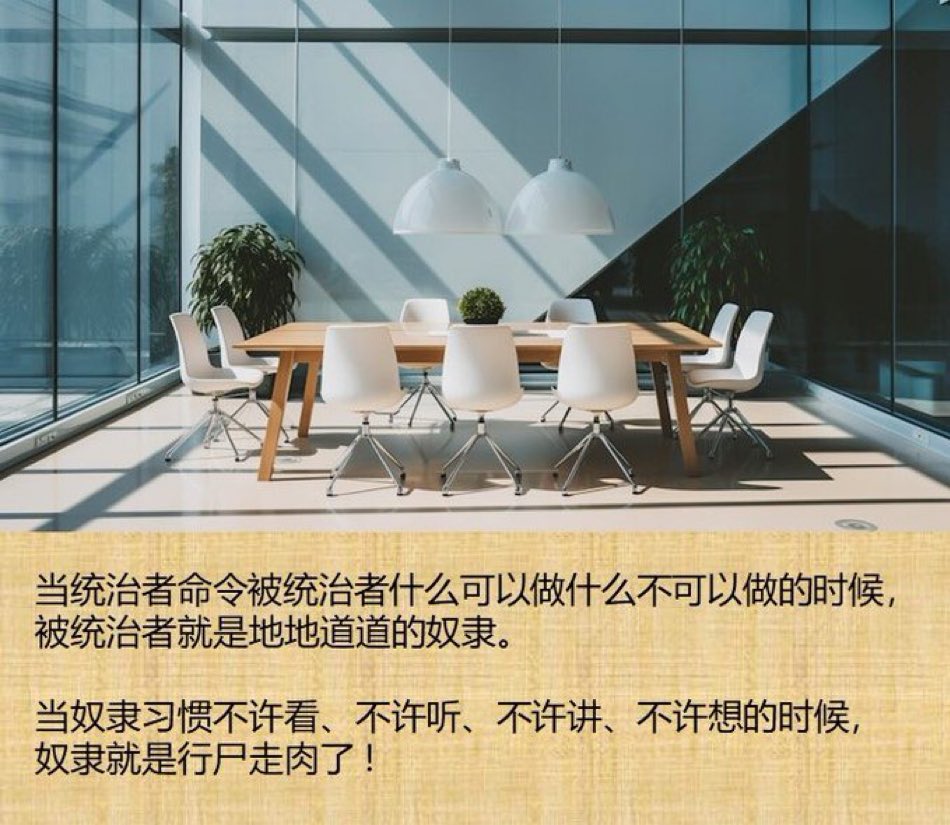 当统治者命令被统治者什么可以做什么不可以做的时候，
被统治者就是地地道道的奴隶。
当奴隶习惯不许看、不许听、不许讲、不许想的时候，
奴隶就是行尸走肉了！